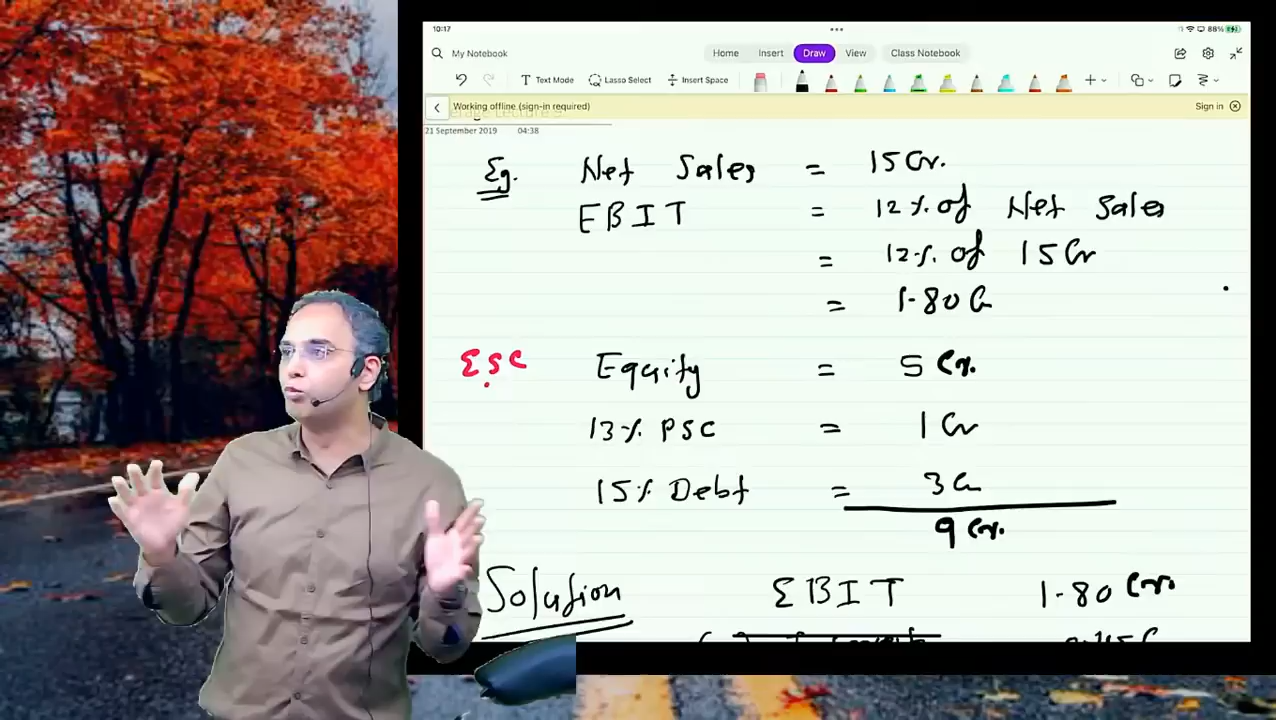 10:17
88%
My Notebook
Home Insert Draw View Class Notebook
Text Mode Lasso Select Insert Space
Working offline (sign-in required) Sign in
21 September 2019 04:38
Eg. Net Sales = 15 Cr.
EBIT = 12% of Net Sales
= 12% of 15 Cr
= 1.80 Cr
ESC Equity = 5 Cr.
13% PSC = 1 Cr
15% Debt = 3 Cr
9 Cr.
Solution EBIT 1.80 Cr.